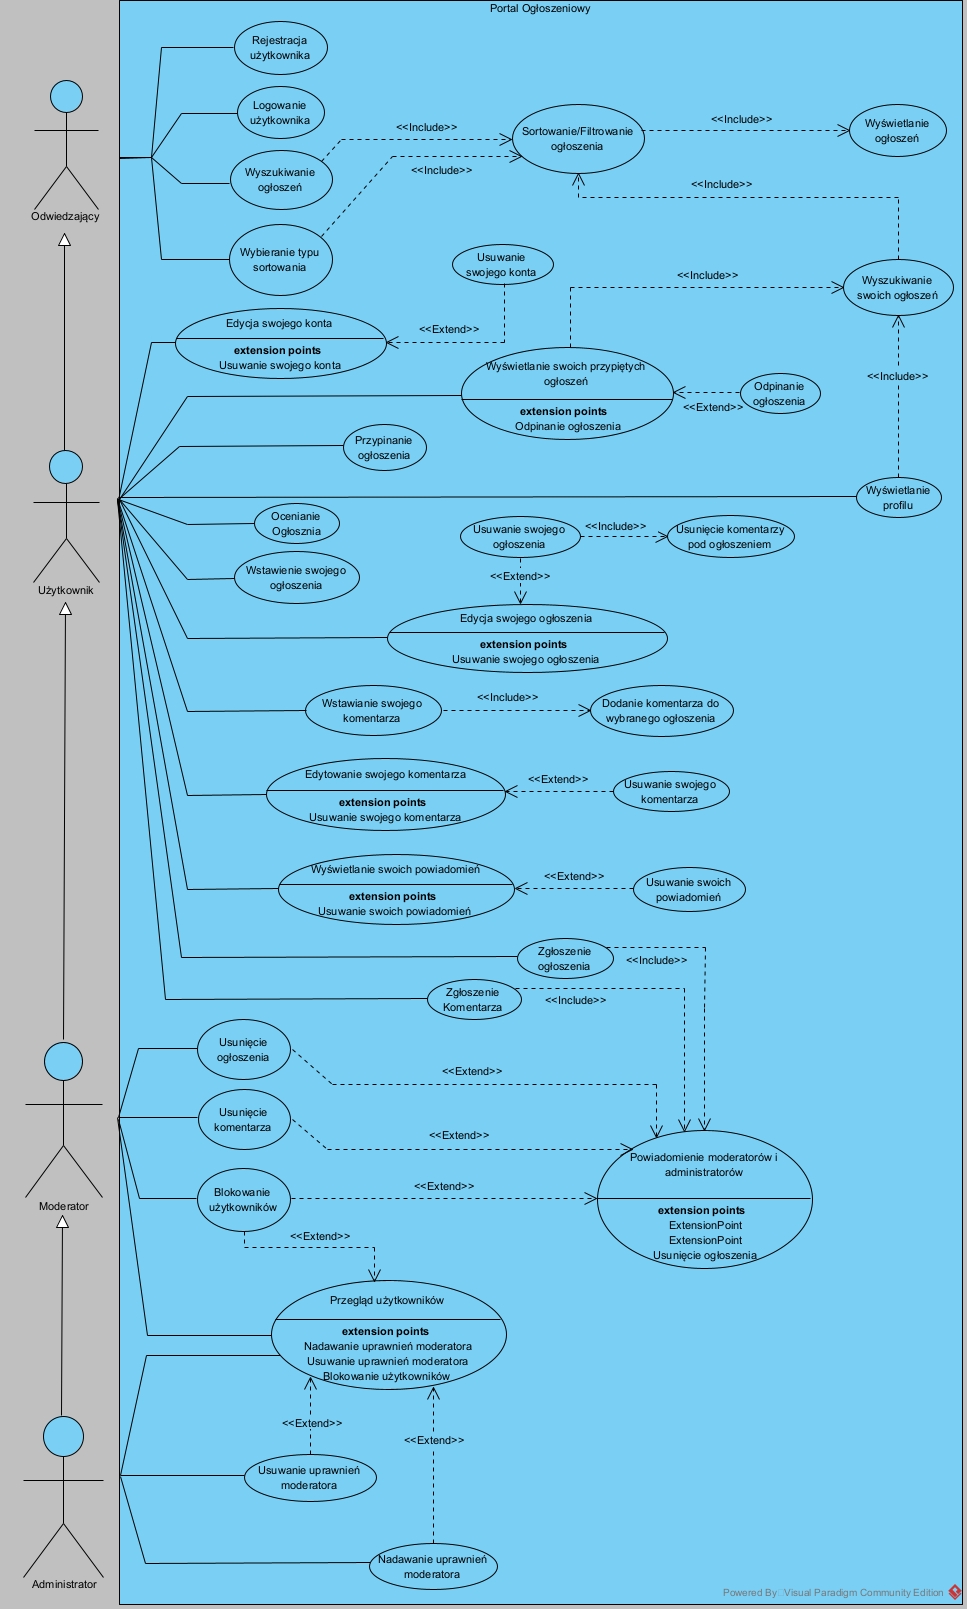 Portal Ogłoszeniowy
Rejestracja
użytkownika
Logowanie
użytkownika
<<Include>>
Sortowanie/Filtrowanie
ogłoszenia
<<Include>>
Wyświetlanie
ogłoszeń
Wyszukiwanie
ogłoszeń
<<Include>>
<<Include>>
Odwiedzający
Wybieranie typu
sortowania
Usuwanie
swojego konta
<<Include>>
Wyszukiwanie
swoich ogłoszeń
Edycja swojego konta
extension points
Usuwanie swojego konta
<<Extend>>
Wyświetlanie swoich przypiętych
ogłoszeń
extension points
Odpinanie ogłoszenia
<<Extend>>
Odpinanie
ogłoszenia
<<Include>>
Przypinanie
ogłoszenia
Wyświetlanie
profilu
Użytkownik
Ocenianie
Ogłosznia
Usuwanie swojego
ogłoszenia
<<Include>>
Usunięcie komentarzy
pod ogłoszeniem
Wstawienie swojego
ogłoszenia
<<Extend>>
Edycja swojego ogłoszenia
extension points
Usuwanie swojego ogłoszenia
Wstawianie swojego
komentarza
<<Include>>
Dodanie komentarza do
wybranego ogłoszenia
Edytowanie swojego komentarza
extension points
Usuwanie swojego komentarza
<<Extend>>
Usuwanie swojego
komentarza
Wyświetlanie swoich powiadomień
extension points
Usuwanie swoich powiadomień
<<Extend>>
Usuwanie swoich
powiadomień
Zgłoszenie
ogłoszenia
<<Include>>
Zgłoszenie
Komentarza
<<Include>>
Usunięcie
ogłoszenia
<<Extend>>
Usunięcie
komentarza
<<Extend>>
Moderator
Blokowanie
użytkowników
<<Extend>>
<<Extend>>
Powiadomienie moderatorów i
administratorów
extension points
ExtensionPoint
ExtensionPoint
Usunięcie ogłoszenia
Przegląd użytkowników
extension points
Nadawanie uprawnień moderatora
Usuwanie uprawnień moderatora
Blokowanie użytkowników
<<Extend>>
<<Extend>>
Usuwanie uprawnień
moderatora
Nadawanie uprawnień
moderatora
Administrator
Powered By Visual Paradigm Community Edition